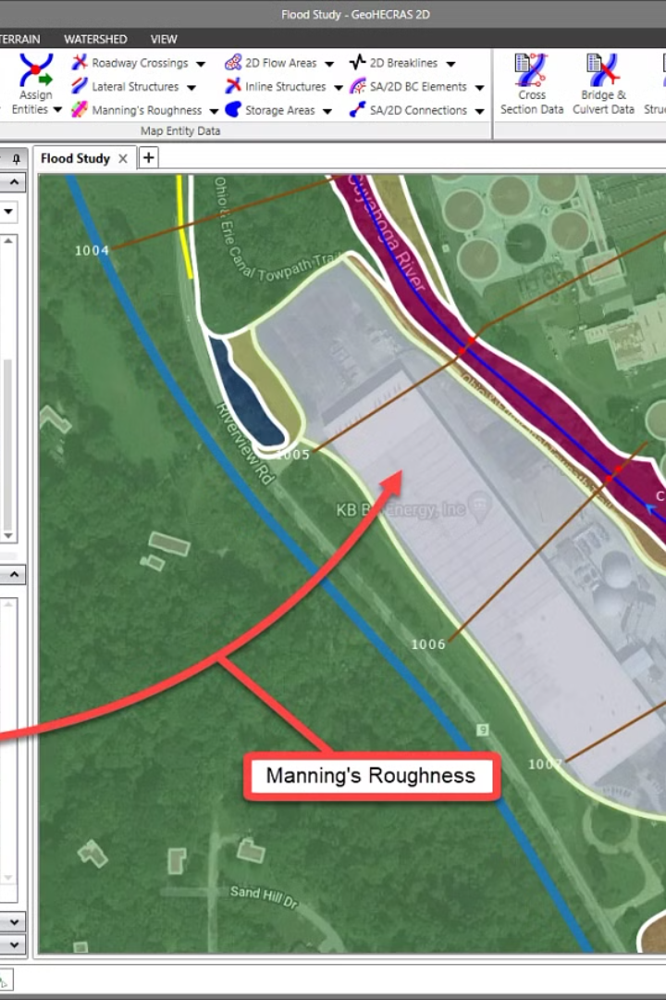 Flood Study - GeoHECRAS 2D
TERRAIN WATERSHED VIEW
Roadway Crossings 2D Flow Areas 2D Breaklines
Assign Entities
Lateral Structures Inline Structures SA/2D BC Elements
Manning's Roughness Storage Areas SA/2D Connections
Cross Section Data
Bridge & Culvert Data
Struc
Map Entity Data
Flood Study
Ohio & Erie Canal Towpath Trail
Cuyahoga River
1004
1005
Riverview Rd
KB B Energy, Inc
C
1006
9
1007
Manning's Roughness
Sand Hill Dr